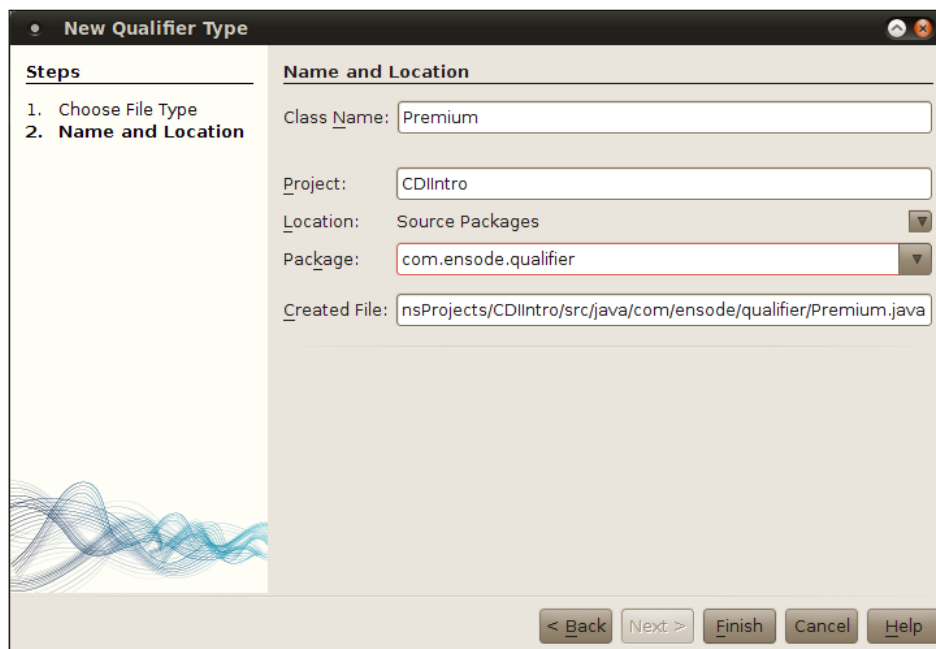 New Qualifier Type
Steps
1. Choose File Type
2. Name and Location
Name and Location
Class Name: Premium
Project: CDIIntro
Location: Source Packages
Package: com.ensode.qualifier
Created File: nsProjects/CDIIntro/src/java/com/ensode/qualifier/Premium.java
< Back Next > Finish Cancel Help